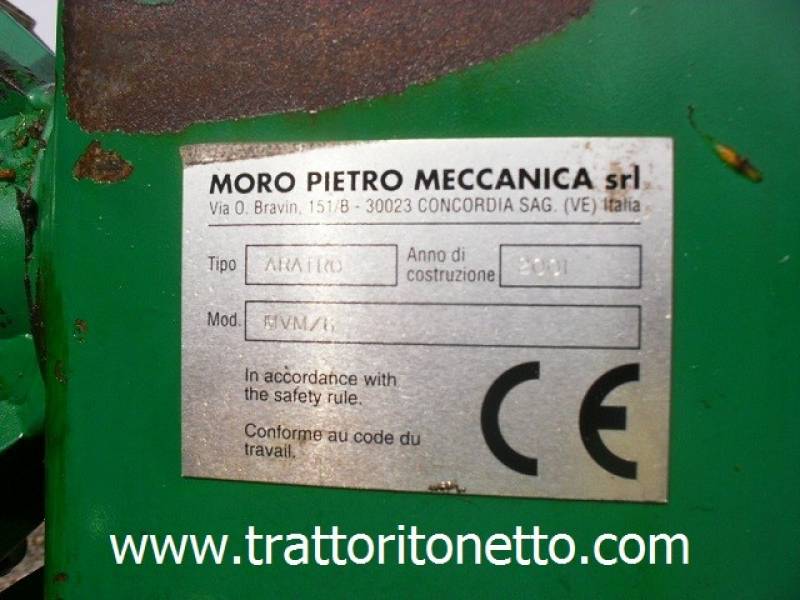 MORO PIETRO MECCANICA srl
Via O. Bravin, 151/B - 30023 CONCORDIA SAG. (VE) Italia
Tipo ARATRO Anno di costruzione 2001
Mod.
In accordance with
the safety rule.
Conforme au code du
travail.
CE
www.trattoritonetto.com